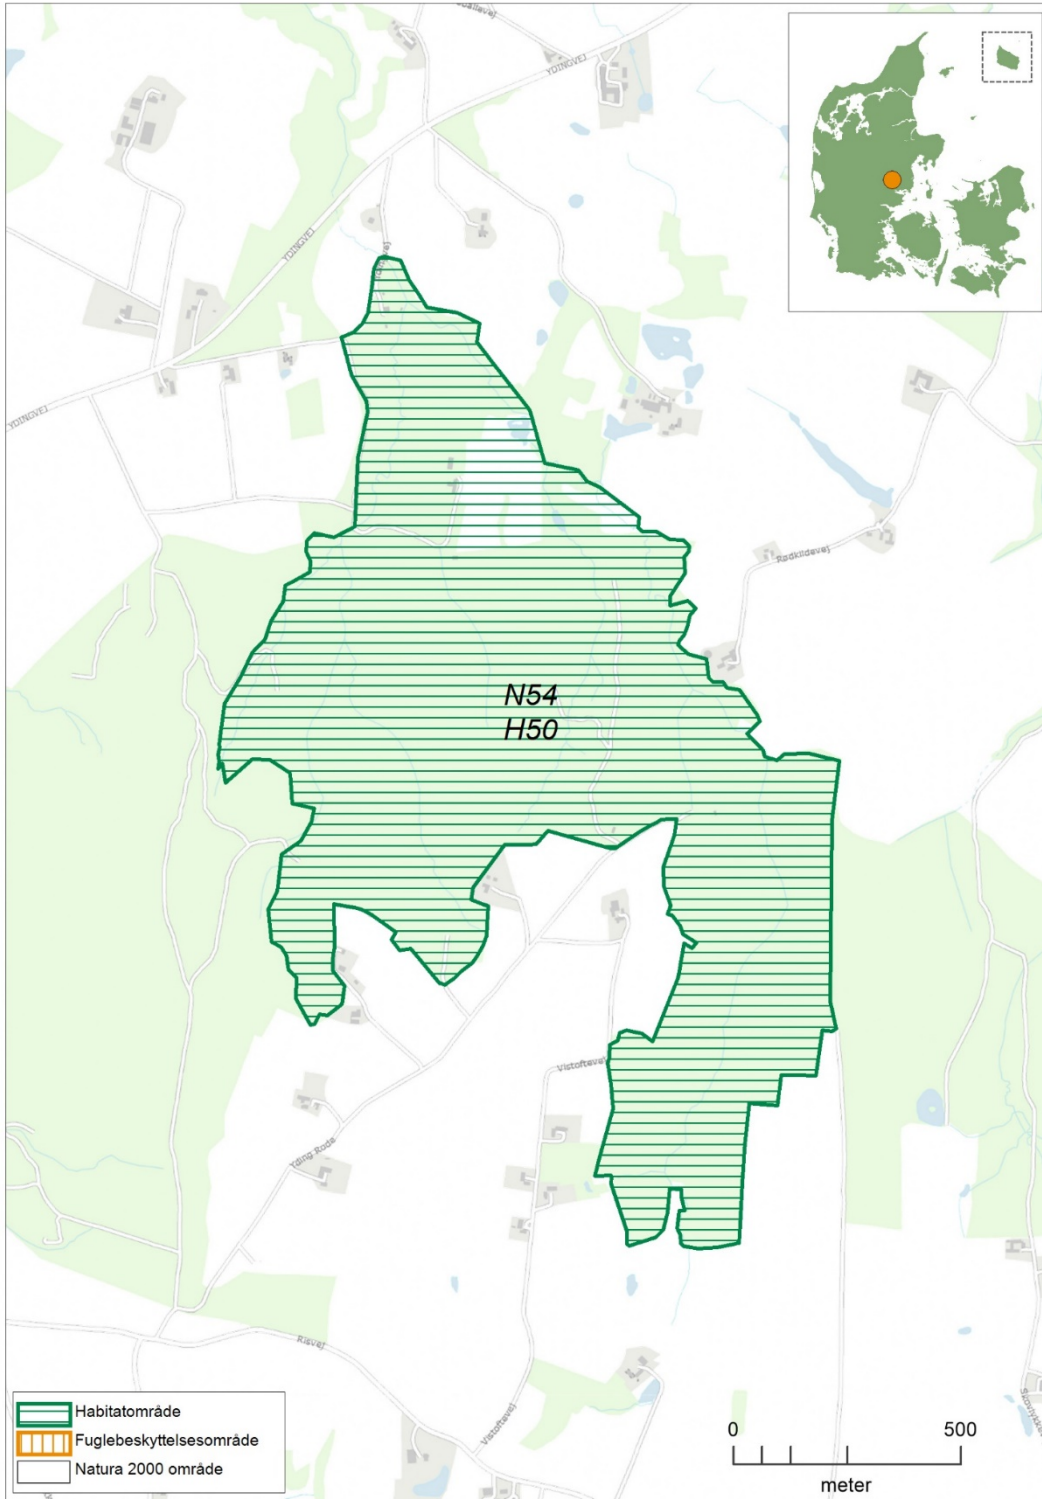 YDINGVEJ
YDINGVEJ
YDINGVEJ
Rødkildevej
N54
H50
Vistoftevej
Yding Rode
Risvej
Vistoftevej
Habitatområde
Fuglebeskyttelsesområde
Natura 2000 område
0 500
meter